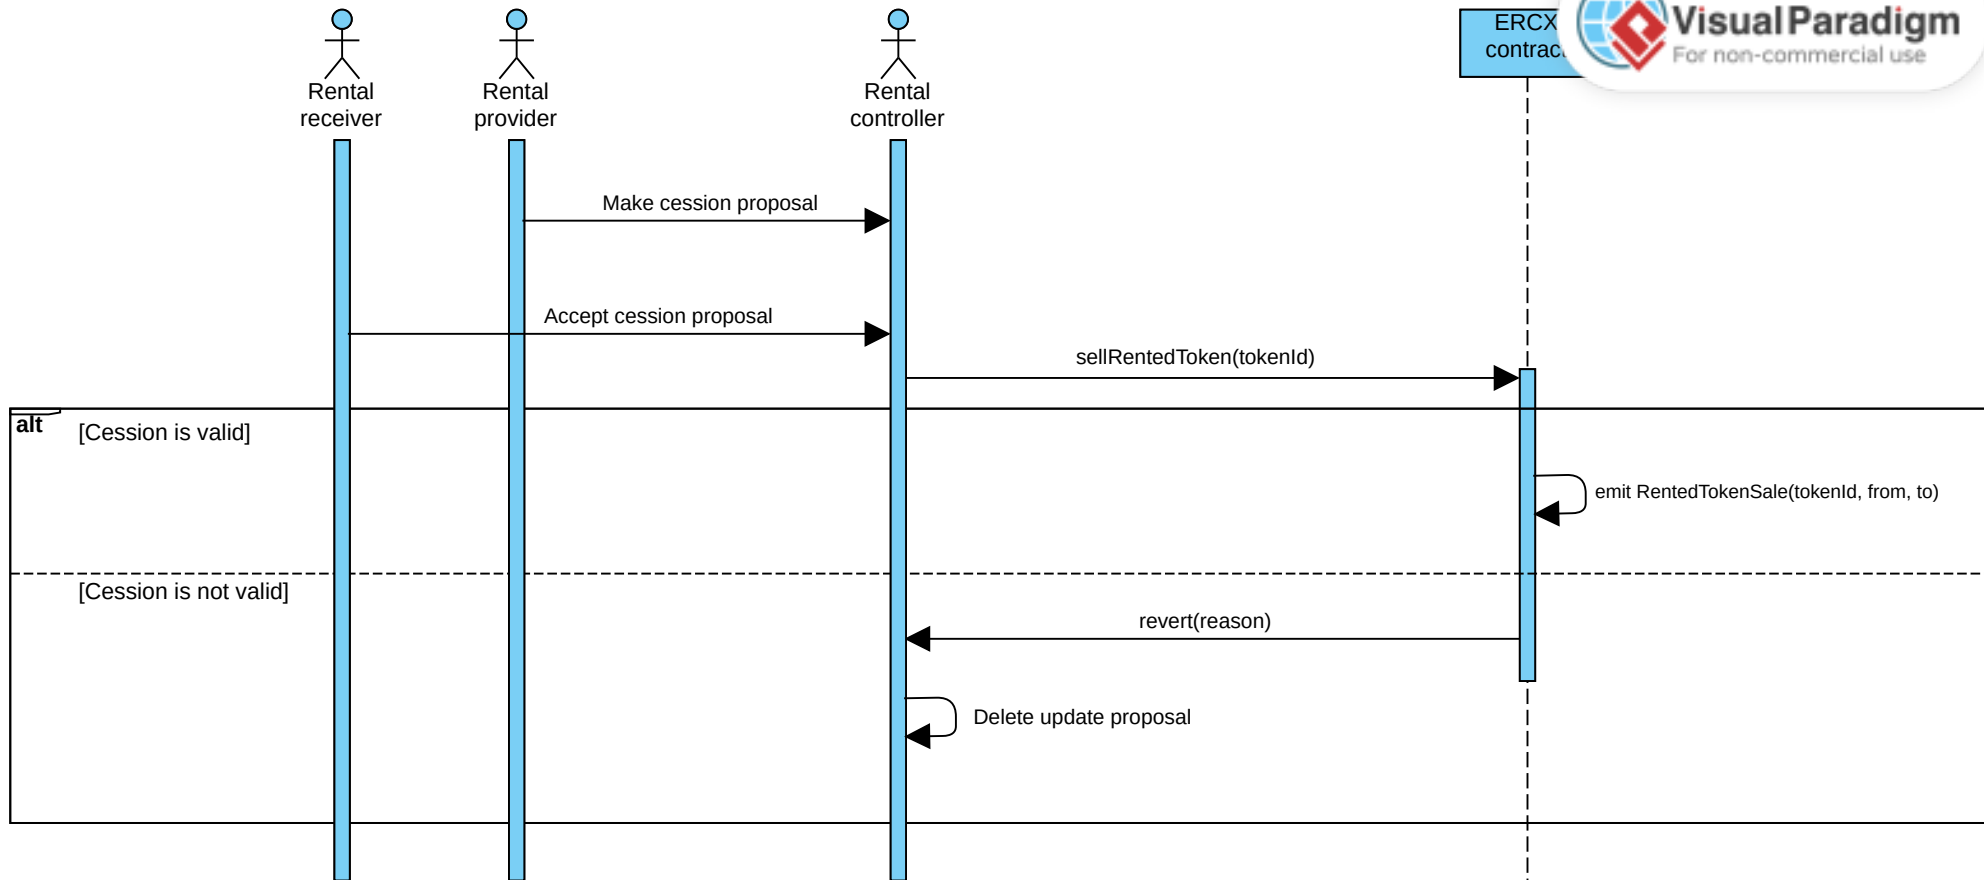 Rental
receiver
Rental
provider
Rental
controller
ERCX
Visual Paradigm
For non-commercial use
Make cession proposal
Accept cession proposal
sellRentedToken(tokenId)
alt
[Cession is valid]
emit RentedTokenSale(tokenId, from, to)
[Cession is not valid]
revert(reason)
Delete update proposal